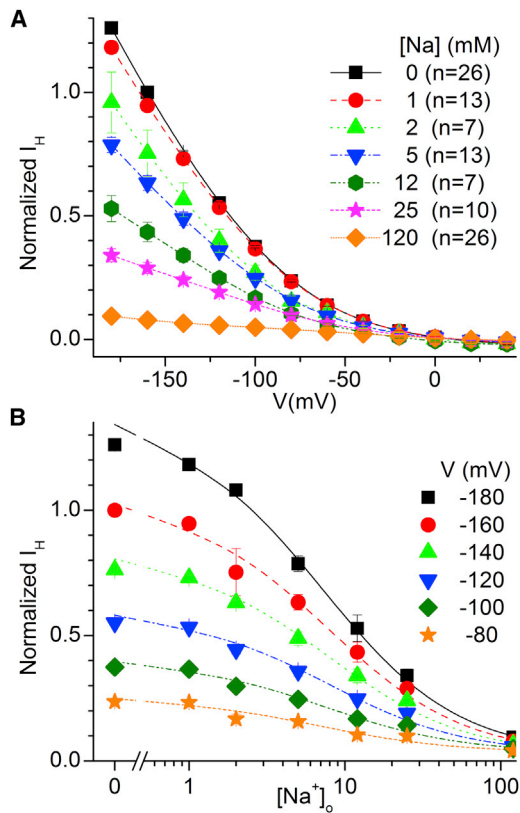 A
[Na] (mM)
0 (n=26)
1 (n=13)
2 (n=7)
5 (n=13)
12 (n=7)
25 (n=10)
120 (n=26)
Normalized I_H
1.0
0.5
0.0
-150 -100 -50 0
V(mV)
B
V (mV)
-180
-160
-140
-120
-100
-80
Normalized I_H
1.0
0.5
0.0
0 1 10 100
[Na⁺]ₒ